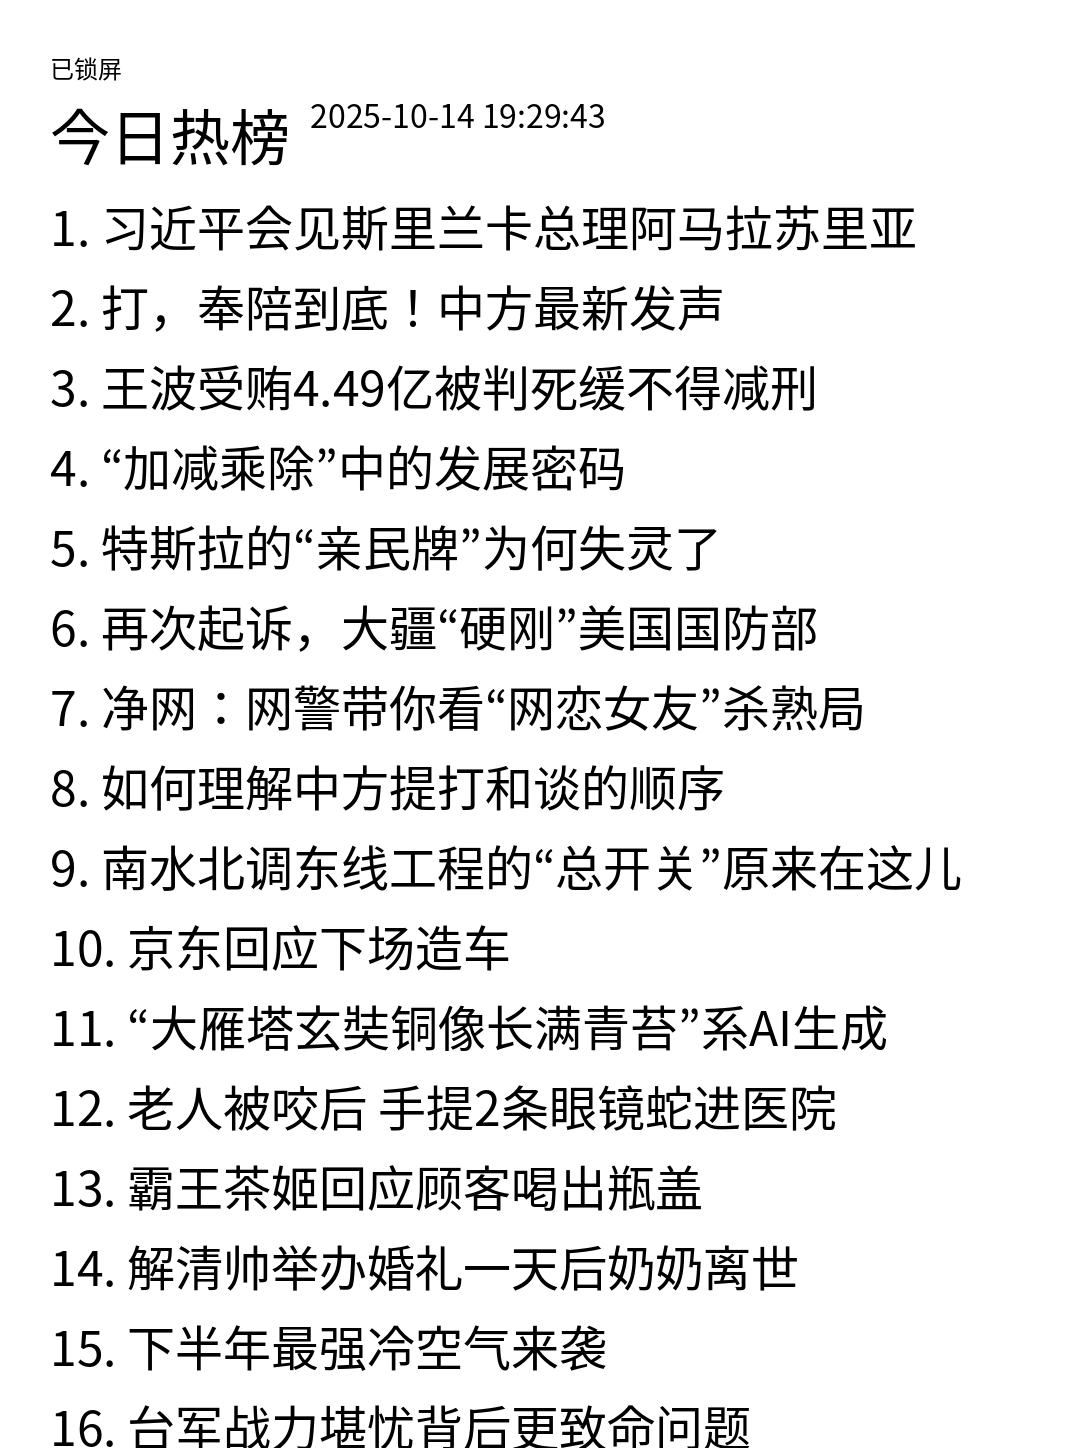 已锁屏
今日热榜 2025-10-14 19:29:43
1. 习近平会见斯里兰卡总理阿马拉苏里亚
2. 打，奉陪到底！中方最新发声
3. 王波受贿4.49亿被判死缓不得减刑
4. “加减乘除”中的发展密码
5. 特斯拉的“亲民牌”为何失灵了
6. 再次起诉，大疆“硬刚”美国国防部
7. 净网：网警带你看“网恋女友”杀熟局
8. 如何理解中方提打和谈的顺序
9. 南水北调东线工程的“总开关”原来在这儿
10. 京东回应下场造车
11. “大雁塔玄奘铜像长满青苔”系AI生成
12. 老人被咬后 手提2条眼镜蛇进医院
13. 霸王茶姬回应顾客喝出瓶盖
14. 解清帅举办婚礼一天后奶奶离世
15. 下半年最强冷空气来袭
16. 台军战力堪忧背后更致命问题